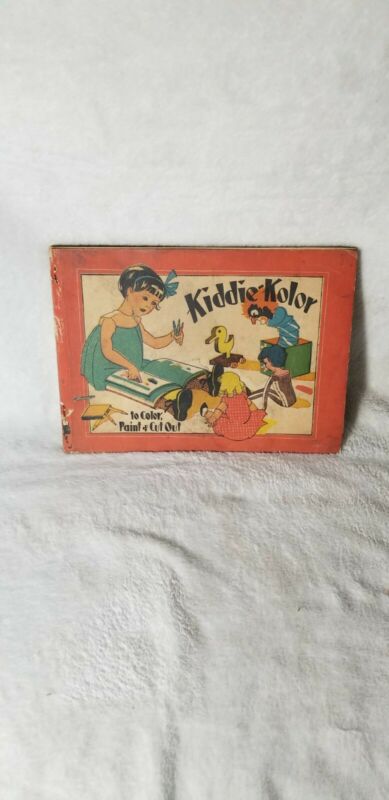 Kiddie-Kolor
to Color,
Paint & Cut Out